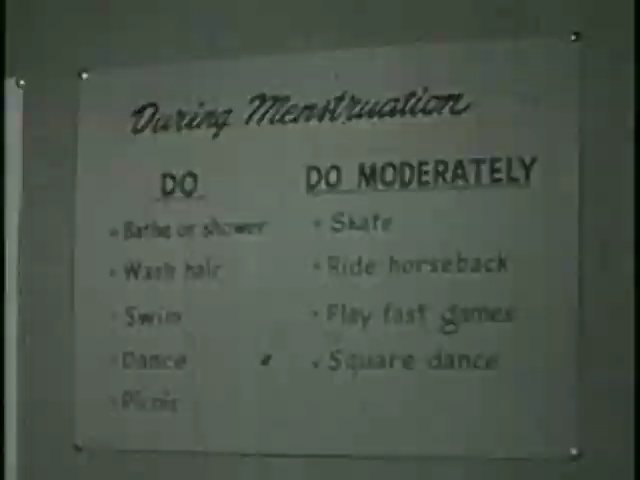 During Menstruation
DO
• Bathe or shower
• Wash hair
• Swim
• Dance
• Picnic
DO MODERATELY
• Skate
• Ride horseback
• Play fast games
• Square dance